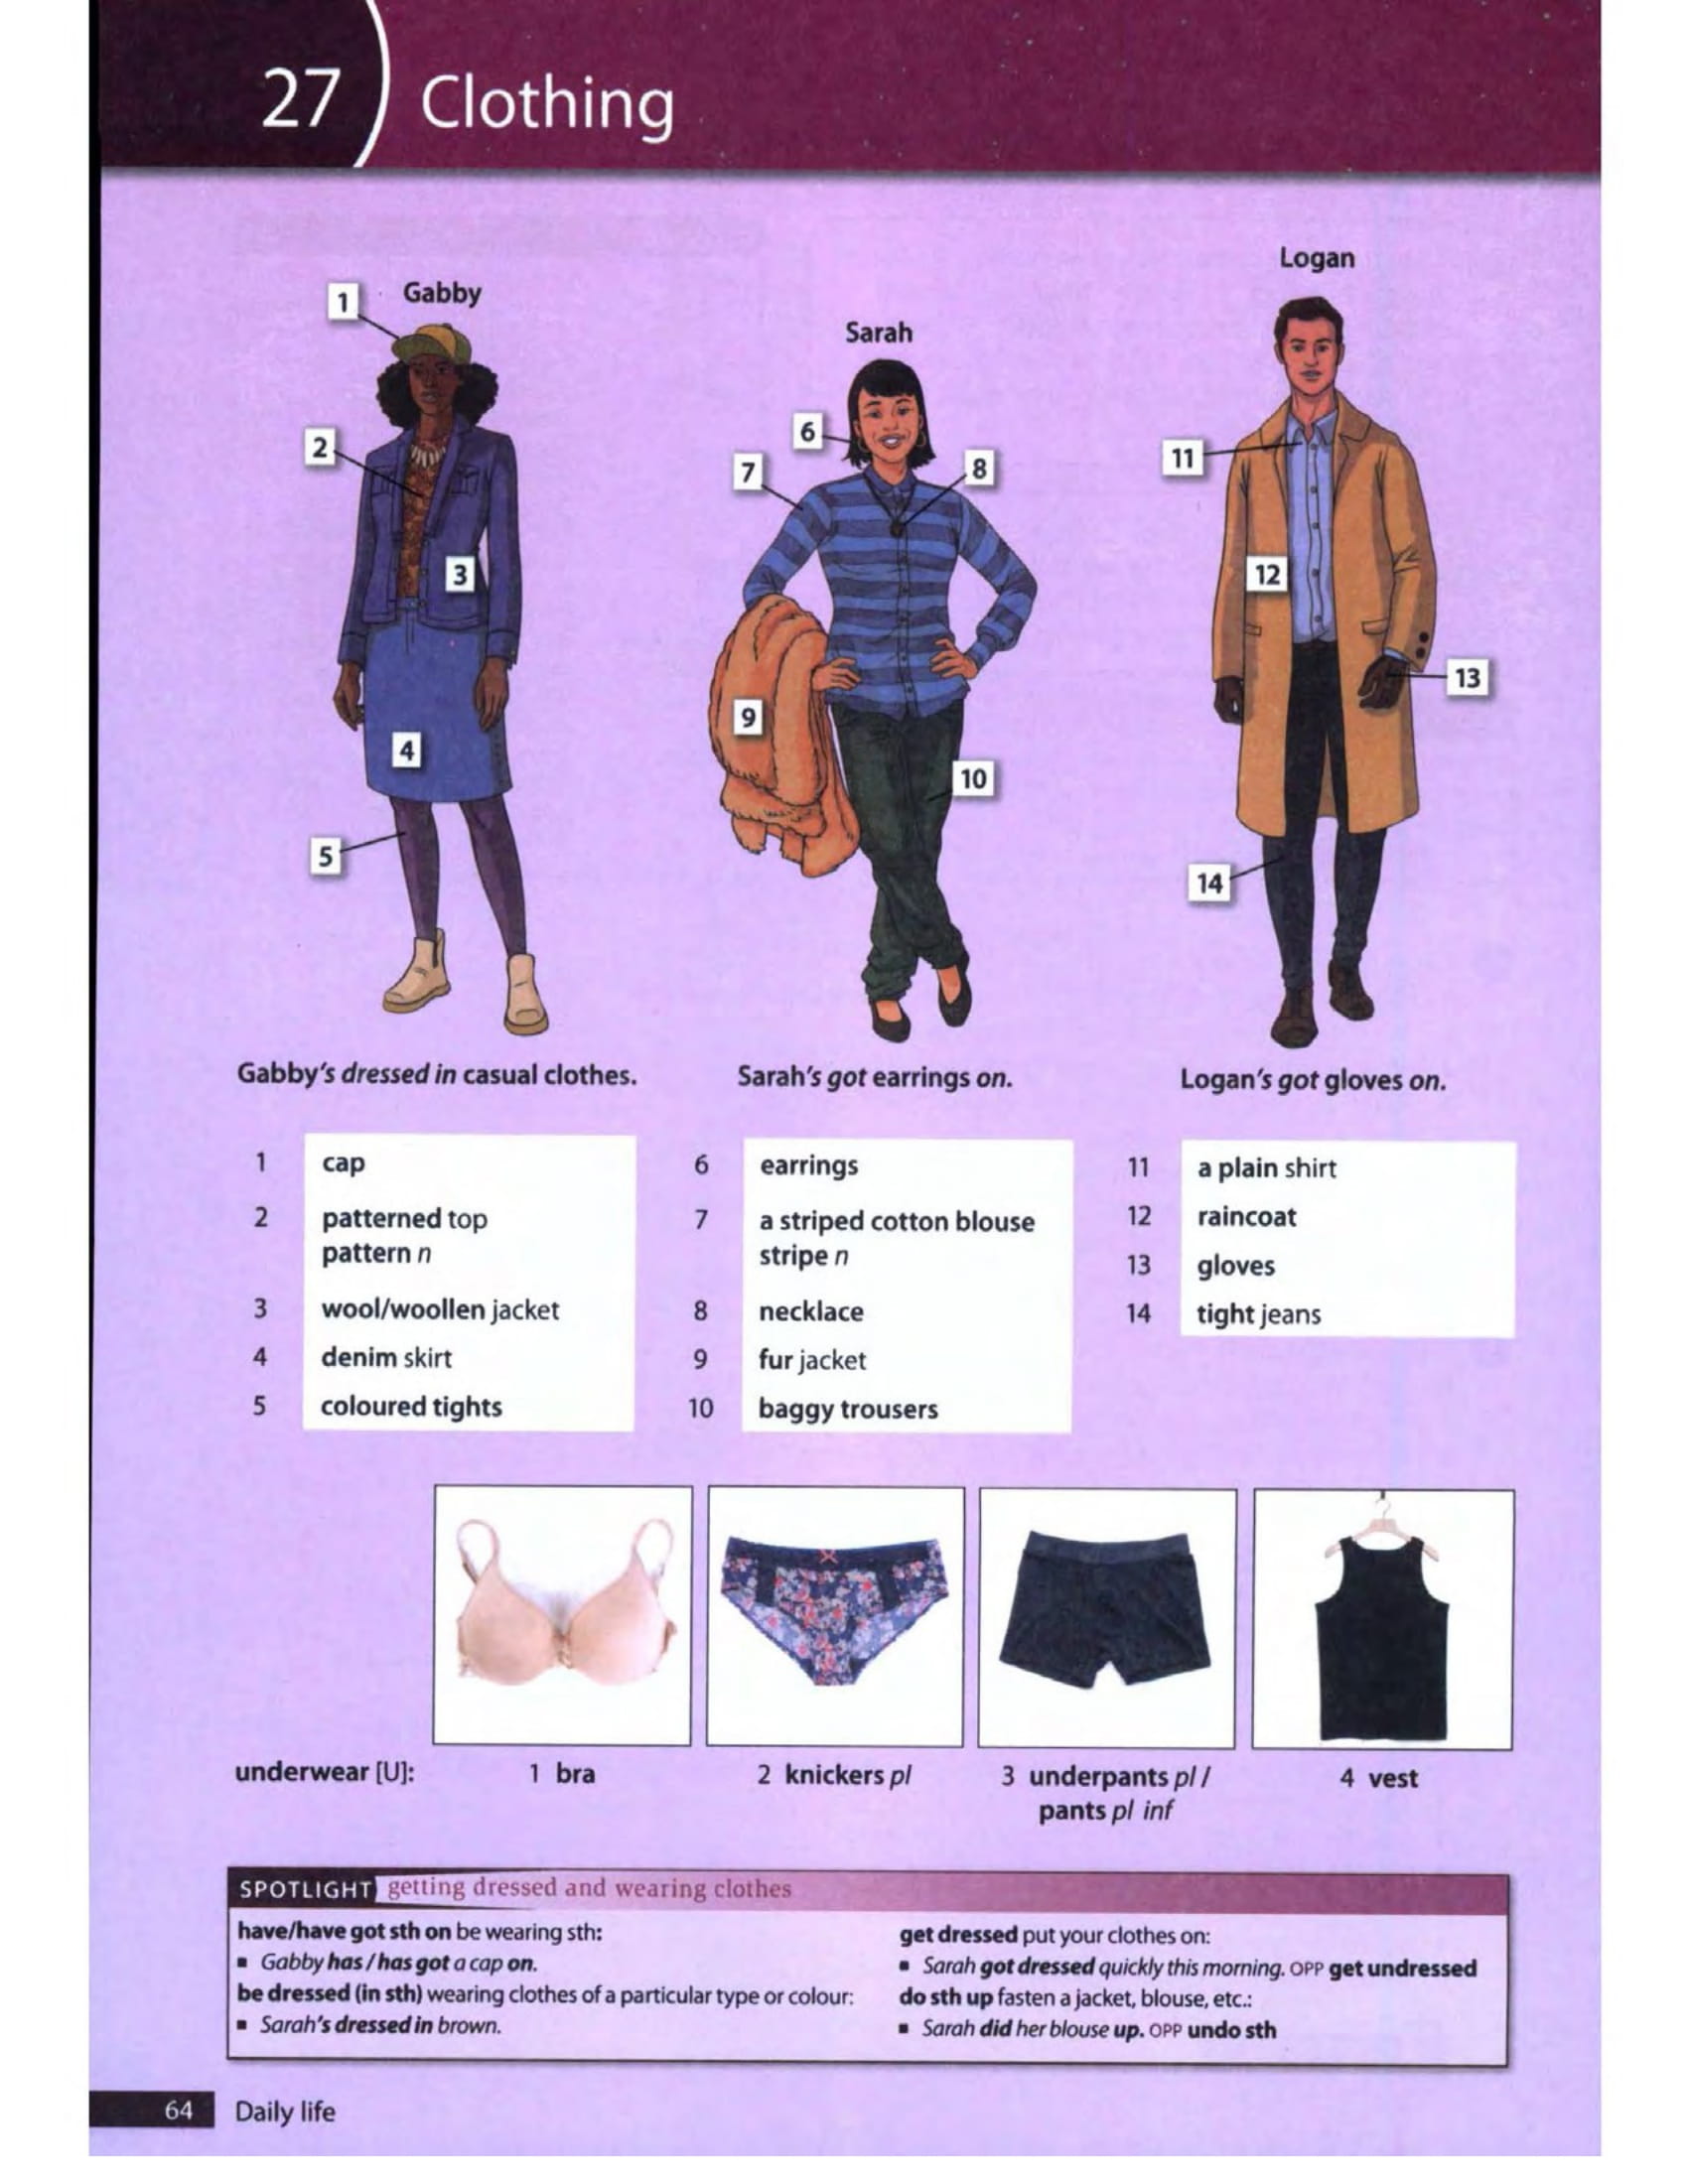 27 Clothing
Logan
Gabby
Sarah
1
2
3
4
5
6
7
8
9
10
11
12
13
14
Gabby's dressed in casual clothes.
Sarah's got earrings on.
Logan's got gloves on.
1 cap
2 patterned top
pattern n
3 wool/woollen jacket
4 denim skirt
5 coloured tights
6 earrings
7 a striped cotton blouse
stripe n
8 necklace
9 fur jacket
10 baggy trousers
11 a plain shirt
12 raincoat
13 gloves
14 tight jeans
underwear [U]:
1 bra
2 knickers pl
3 underpants pl /
pants pl inf
4 vest
SPOTLIGHT getting dressed and wearing clothes
have/have got sth on be wearing sth:
▪ Gabby has / has got a cap on.
be dressed (in sth) wearing clothes of a particular type or colour:
▪ Sarah's dressed in brown.
get dressed put your clothes on:
▪ Sarah got dressed quickly this morning. OPP get undressed
do sth up fasten a jacket, blouse, etc.:
▪ Sarah did her blouse up. OPP undo sth
64 Daily life